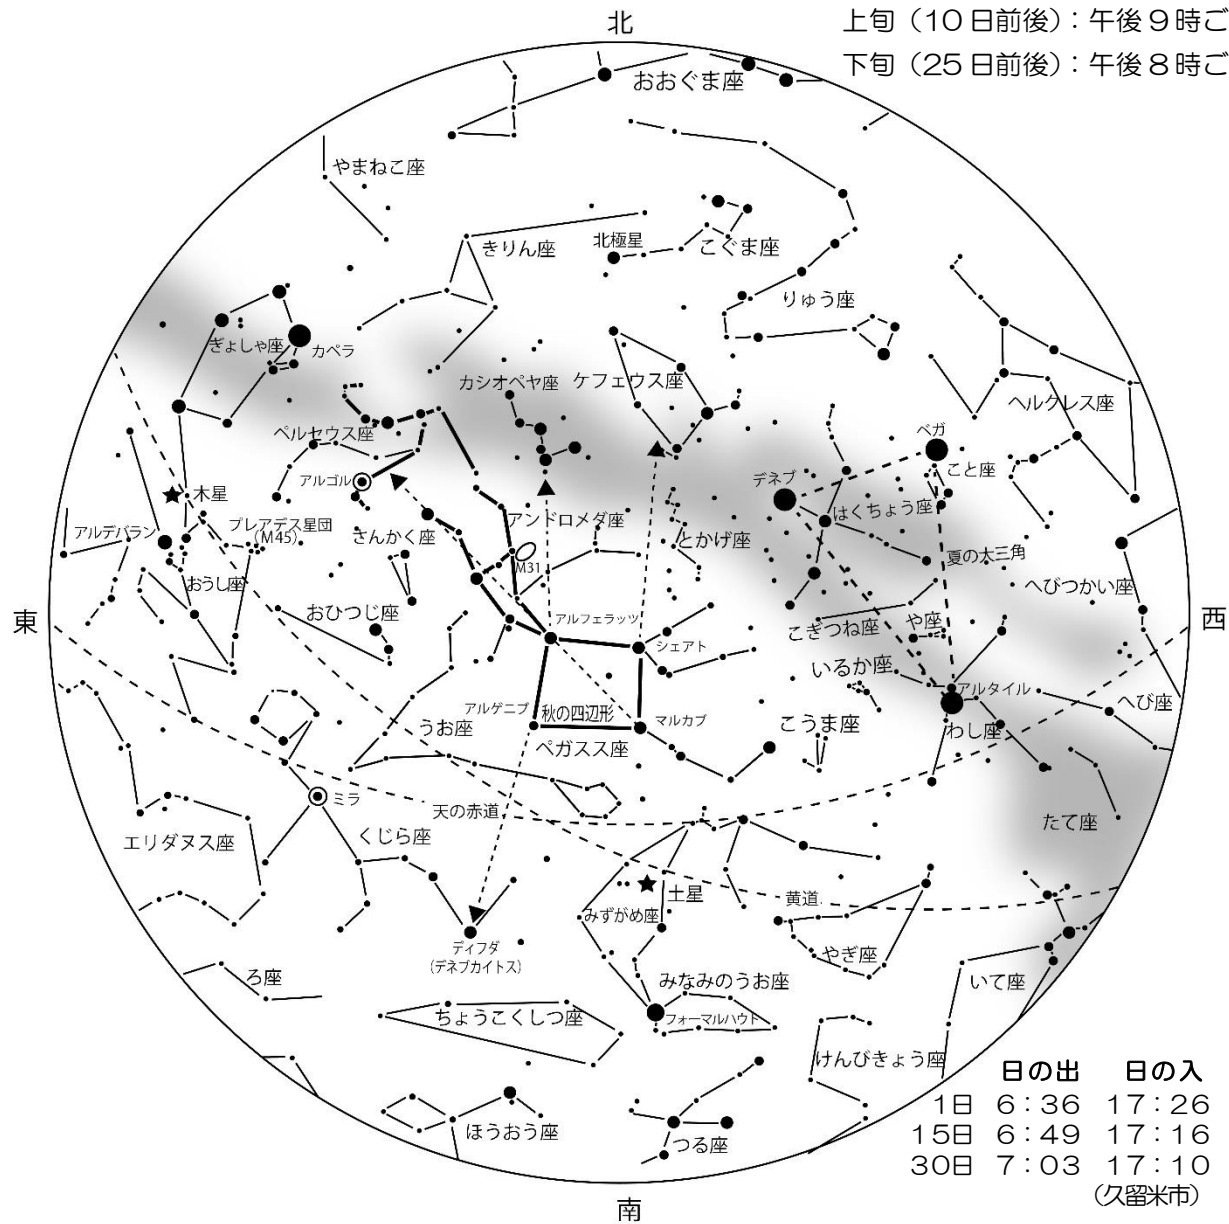 北
上旬（10日前後）：午後9時ご
下旬（25日前後）：午後8時ご
おおぐま座
やまねこ座
きりん座
北極星
こぐま座
りゅう座
ぎょしゃ座
カペラ
カシオペヤ座
ケフェウス座
ヘルクレス座
ペルセウス座
ベガ
こと座
アルゴル
デネブ
木星
はくちょう座
アンドロメダ座
プレアデス星団
(M45)
アルデバラン
さんかく座
とかげ座
夏の大三角
M31
おうし座
へびつかい座
おひつじ座
東
アルフェラッツ
シェアト
こぎつね座
や座
西
いるか座
アルタイル
へび座
アルゲニブ
秋の四辺形
マルカブ
うお座
ペガスス座
こうま座
わし座
ミラ
天の赤道
たて座
エリダヌス座
くじら座
土星
黄道
みずがめ座
ディフダ
(デネブカイトス)
やぎ座
ろ座
みなみのうお座
いて座
ちょうこくしつ座
フォーマルハウト
けんびきょう座
ほうおう座
つる座
南
日の出　日の入
1日　6：36　17：26
15日　6：49　17：16
30日　7：03　17：10
（久留米市）